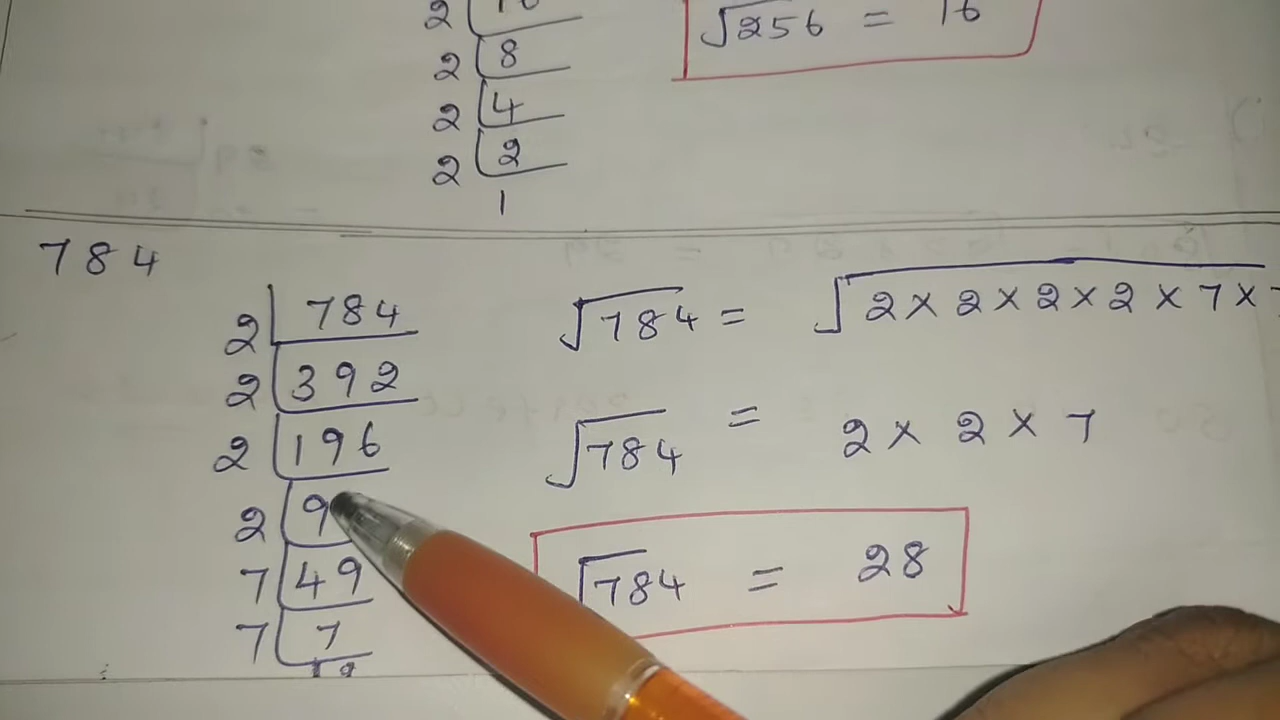 2 8
√256 = 16
2 4
2 2
1
784
2 784
2 392
2 196
2 9
7 49
7 7
√784 = √2 × 2 × 2 × 2 × 7 ×
√784 = 2 × 2 × 7
√784 = 28